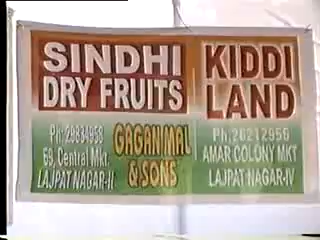 SINDHI
DRY FRUITS
Ph: 29834958
69, Central Mkt.
LAJPAT NAGAR-II
GAGAN MAL
& SONS
KIDDI
LAND
Ph:26212956
AMAR COLONY MKT
LAJPAT NAGAR-IV